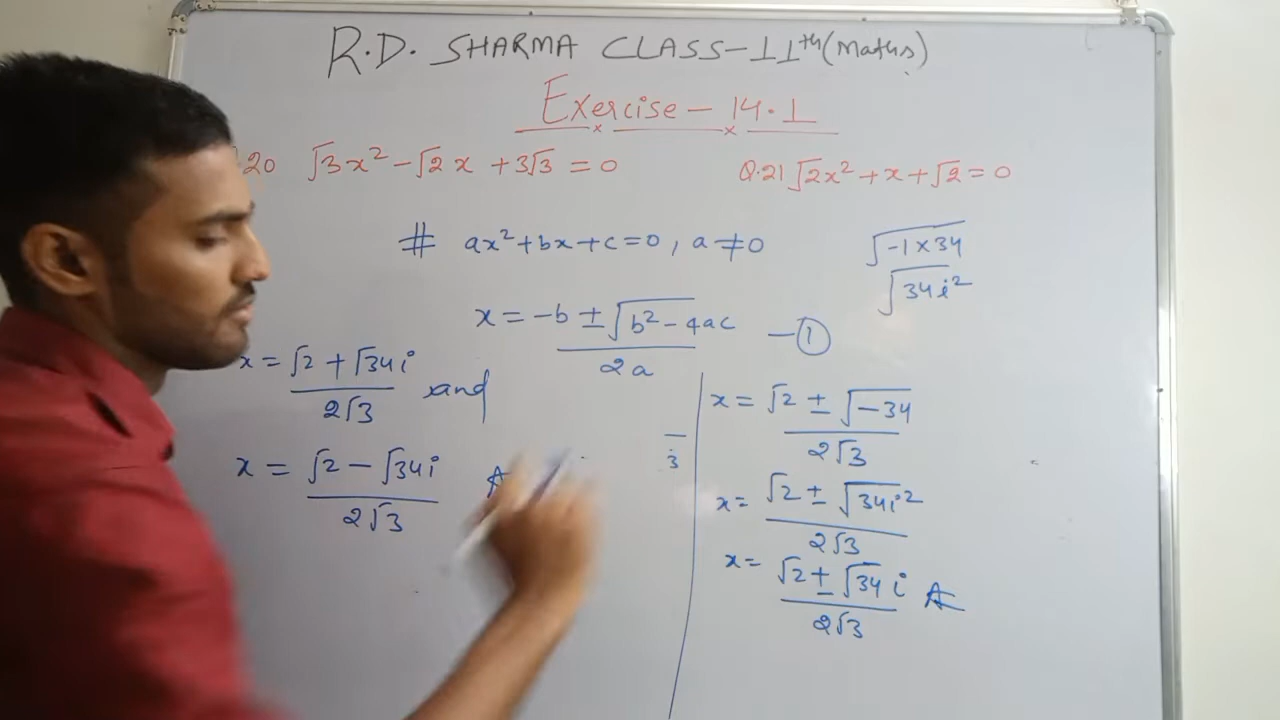 R.D. SHARMA CLASS-11th (Maths)
Exercise - 14.1
20 √3x² - √2x + 3√3 = 0
Q.21 √2x² + x + √2 = 0
# ax² + bx + c = 0, a ≠ 0
x = -b ± √b² - 4ac / 2a - ①
√-1 × 34
√34i²
x = √2 + √34i / 2√3 and
x = √2 - √34i / 2√3
x = √2 ± √-34 / 2√3
x = √2 ± √34i² / 2√3
x = √2 ± √34 i / 2√3